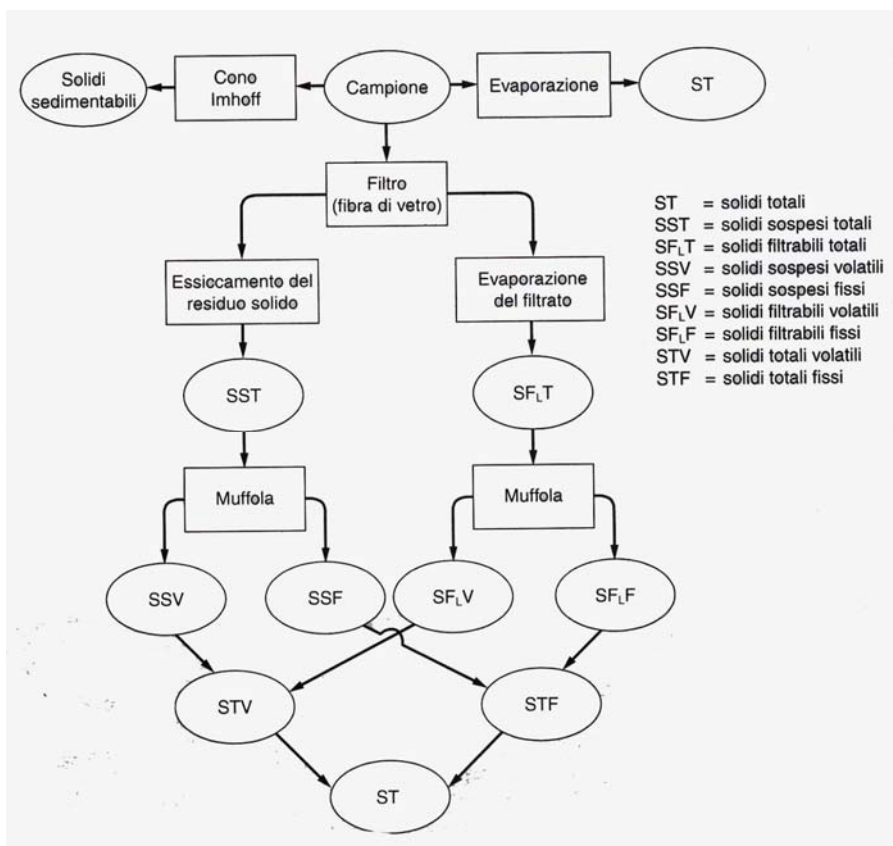 Solidi
sedimentabili
Cono
Imhoff
Campione
Evaporazione
ST
Filtro
(fibra di vetro)
Essiccamento del
residuo solido
Evaporazione
del filtrato
ST = solidi totali
SST = solidi sospesi totali
SFLT = solidi filtrabili totali
SSV = solidi sospesi volatili
SSF = solidi sospesi fissi
SFLV = solidi filtrabili volatili
SFLF = solidi filtrabili fissi
STV = solidi totali volatili
STF = solidi totali fissi
SST
SFLT
Muffola
Muffola
SSV
SSF
SFLV
SFLF
STV
STF
ST